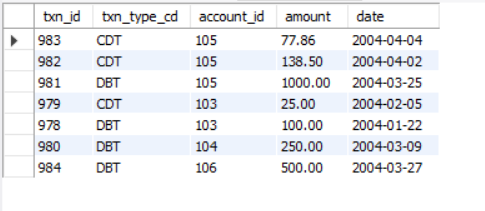 txn_id txn_type_cd account_id amount date
983 CDT 105 77.86 2004-04-04
982 CDT 105 138.50 2004-04-02
981 DBT 105 1000.00 2004-03-25
979 CDT 103 25.00 2004-02-05
978 DBT 103 100.00 2004-01-22
980 DBT 104 250.00 2004-03-09
984 DBT 106 500.00 2004-03-27